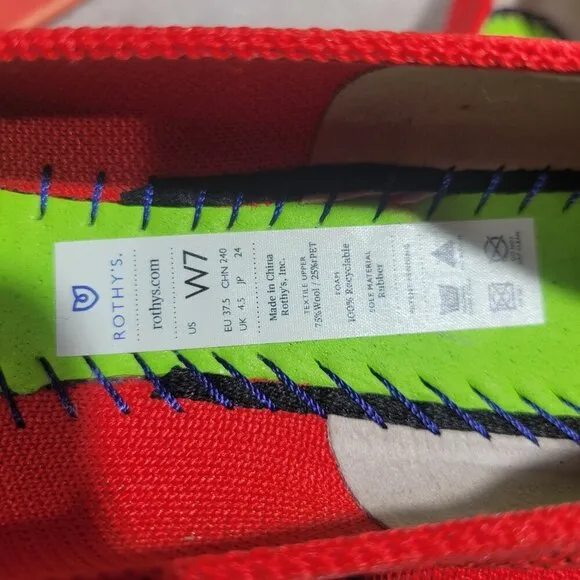 ROTHY'S.
rothys.com
US W7
EU 37.5 CHN 240
UK 4.5 JP 24
Made in China
Rothy's, Inc.
TEXTILE UPPER
75%Wool / 25%rPET
FOAM
100% Recyclable
SOLE MATERIAL
Rubber